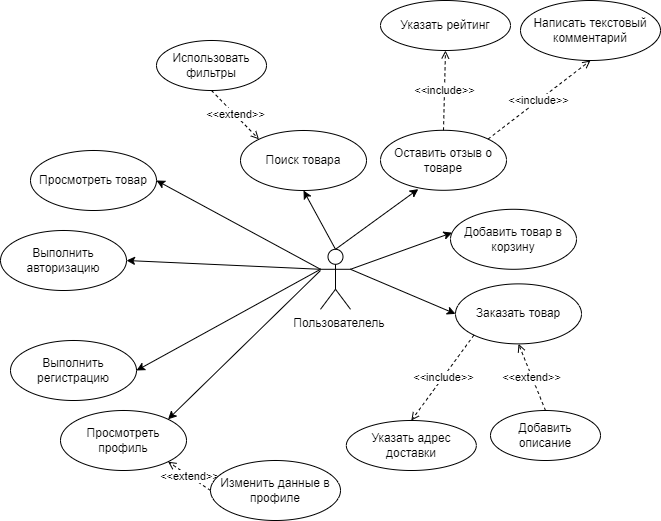 Указать рейтинг
Написать текстовый
комментарий
Использовать
фильтры
<<include>>
<<include>>
<<extend>>
Поиск товара
Оставить отзыв о
товаре
Просмотреть товар
Добавить товар в
корзину
Выполнить
авторизацию
Пользователель
Заказать товар
Выполнить
регистрацию
<<include>>
<<extend>>
Просмотреть
профиль
Указать адрес
доставки
Добавить
описание
<<extend>>
Изменить данные в
профиле